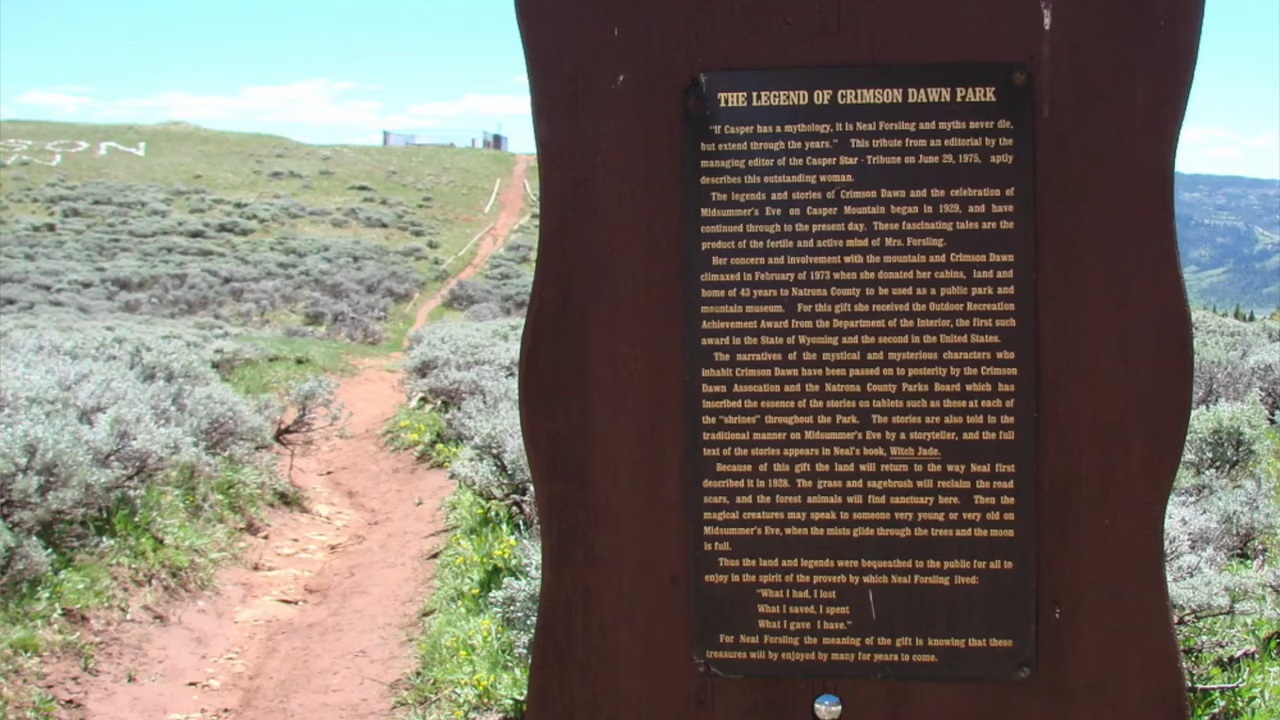 SON
THE LEGEND OF CRIMSON DAWN PARK
"If Casper has a mythology, it is Neal Forsling and myths never die,
but extend through the years." This tribute from an editorial by the
managing editor of the Casper Star - Tribune on June 29, 1975, aptly
describes this outstanding woman.
The legends and stories of Crimson Dawn and the celebration of
Midsummer's Eve on Casper Mountain began in 1929, and have
continued through to the present day. These fascinating tales are the
product of the fertile and active mind of Mrs. Forsling.
Her concern and involvement with the mountain and Crimson Dawn
climaxed in February of 1973 when she donated her cabins, land and
home of 43 years to Natrona County to be used as a public park and
mountain museum. For this gift she received the Outdoor Recreation
Achievement Award from the Department of the Interior, the first such
award in the State of Wyoming and the second in the United States.
The narratives of the mystical and mysterious characters who
inhabit Crimson Dawn have been passed on to posterity by the Crimson
Dawn Assocation and the Natrona County Parks Board which has
inscribed the essence of the stories on tablets such as these at each of
the "shrines" throughout the Park. The stories are also told in the
traditional manner on Midsummer's Eve by a storyteller, and the full
text of the stories appears in Neal's book, Witch Jade.
Because of this gift the land will return to the way Neal first
described it in 1928. The grass and sagebrush will reclaim the road
scars, and the forest animals will find sanctuary here. Then the
magical creatures may speak to someone very young or very old on
Midsummer's Eve, when the mists glide through the trees and the moon
is full.
Thus the land and legends were bequeathed to the public for all to
enjoy in the spirit of the proverb by which Neal Forsling lived:
"What I had, I lost
What I saved, I spent
What I gave I have."
For Neal Forsling the meaning of the gift is knowing that these
treasures will by enjoyed by many for years to come.